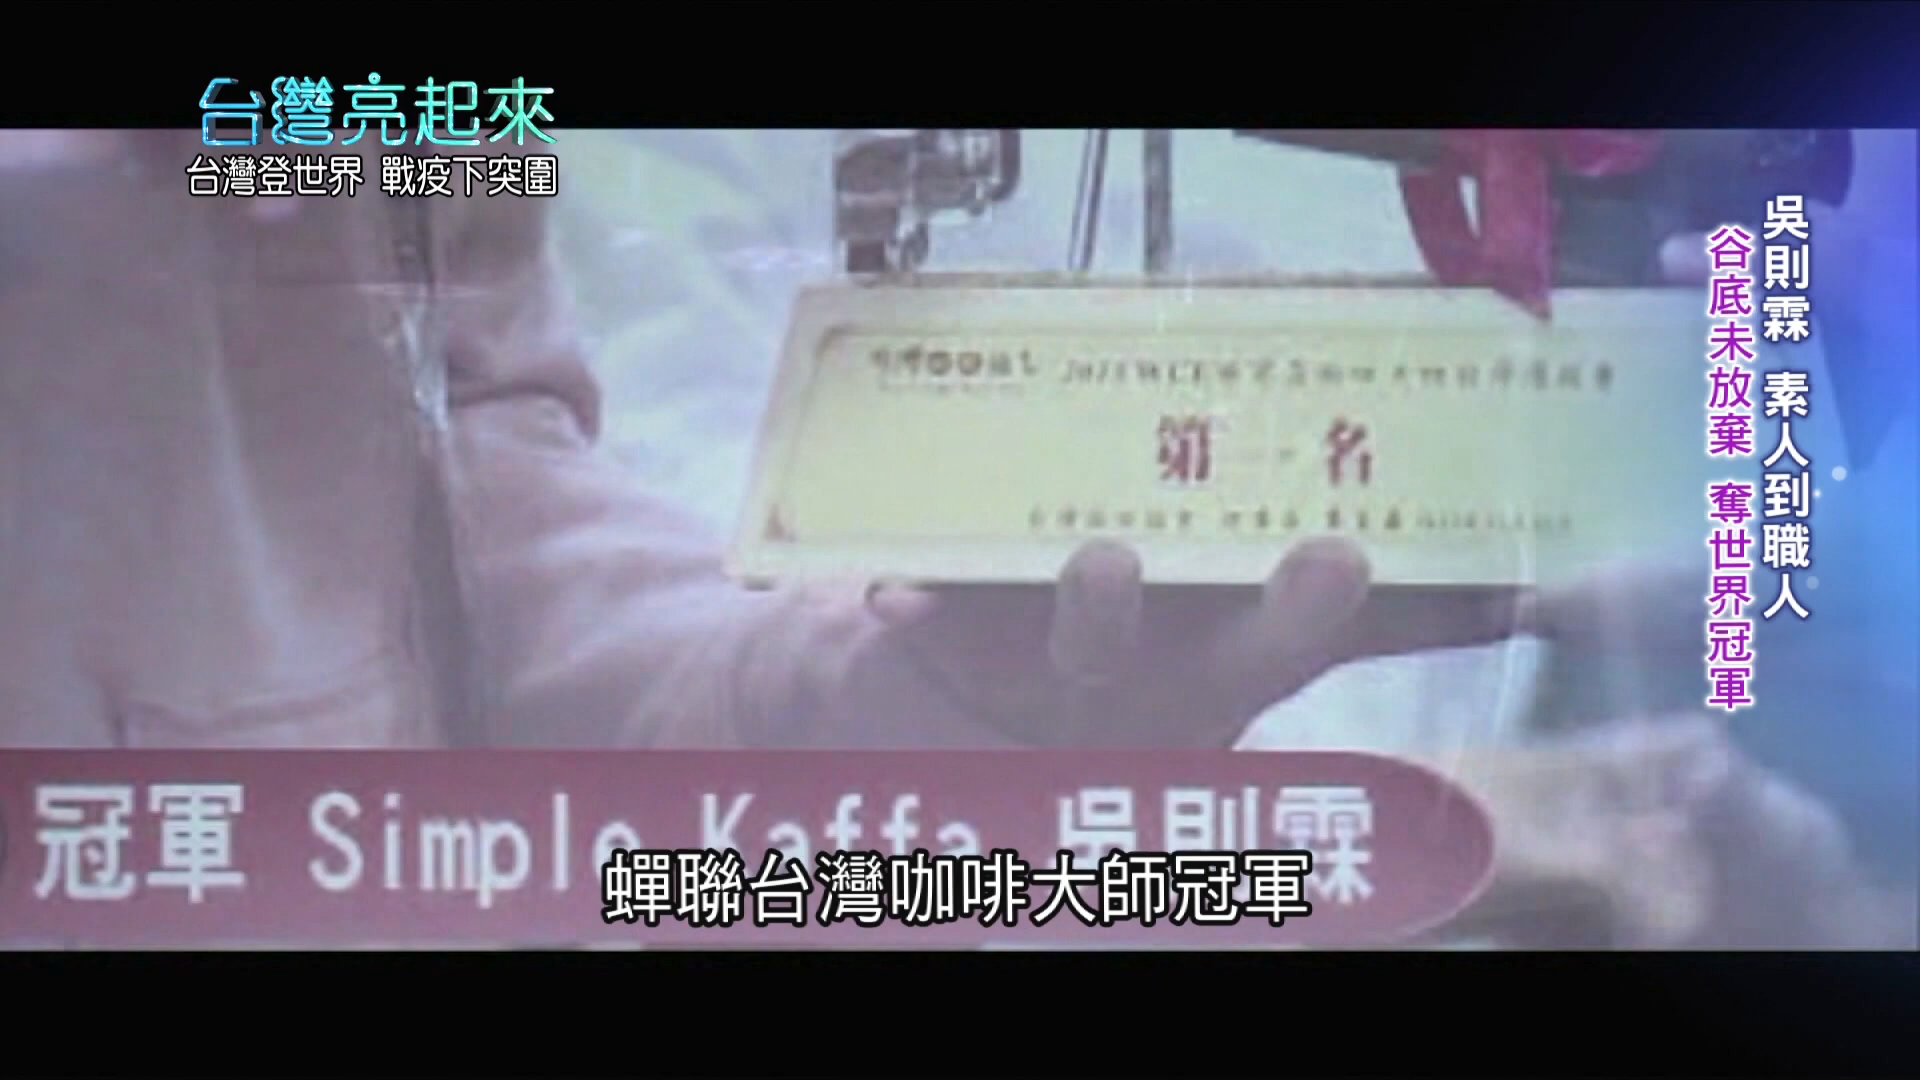 台灣亮起來
台灣登世界 戰疫下突圍
吳則霖 素人到職人
谷底未放棄 奪世界冠軍
第一名
冠軍 Simple Kaffa 吳則霖
蟬聯台灣咖啡大師冠軍